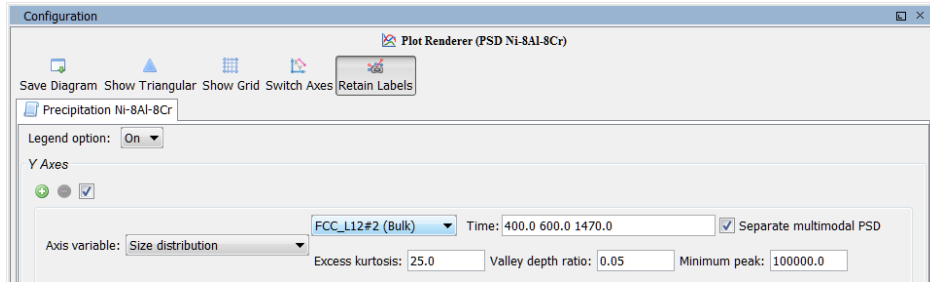 Configuration
Plot Renderer (PSD Ni-8Al-8Cr)
Save Diagram Show Triangular Show Grid Switch Axes Retain Labels
Precipitation Ni-8Al-8Cr
Legend option: On
Y Axes
FCC_L12#2 (Bulk) Time: 400.0 600.0 1470.0 Separate multimodal PSD
Axis variable: Size distribution
Excess kurtosis: 25.0 Valley depth ratio: 0.05 Minimum peak: 100000.0